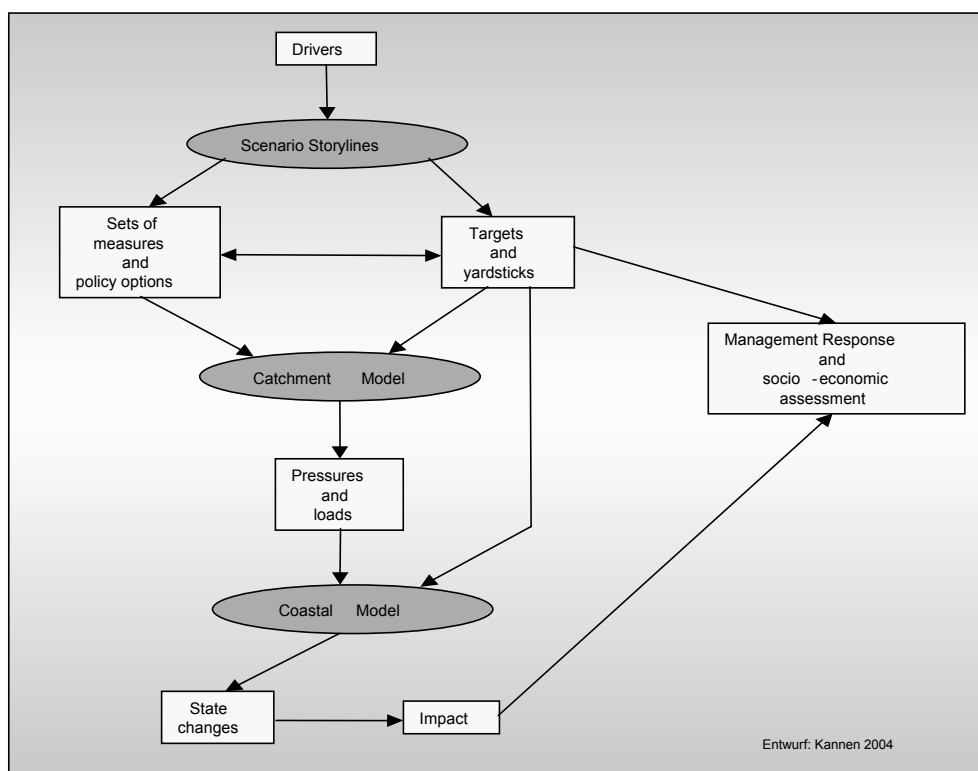 Drivers
Scenario Storylines
Sets of
measures
and
policy options
Targets
and
yardsticks
Management Response
and
socio -economic
assessment
Catchment Model
Pressures
and
loads
Coastal Model
State
changes
Impact
Entwurf: Kannen 2004